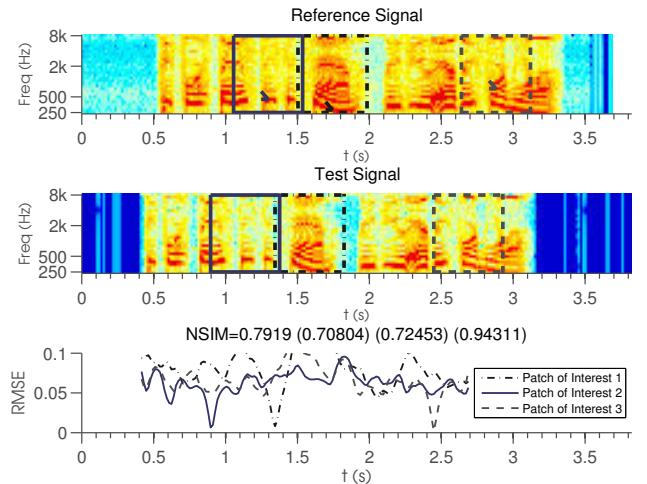 Reference Signal
Freq (Hz)
8k
2k
500
250
0 0.5 1 1.5 2 2.5 3 3.5
t (s)
Test Signal
Freq (Hz)
8k
2k
500
250
0 0.5 1 1.5 2 2.5 3 3.5
t (s)
NSIM=0.7919 (0.70804) (0.72453) (0.94311)
RMSE
0.1
0.05
0
Patch of Interest 1
Patch of Interest 2
Patch of Interest 3
0 0.5 1 1.5 2 2.5 3 3.5
t (s)